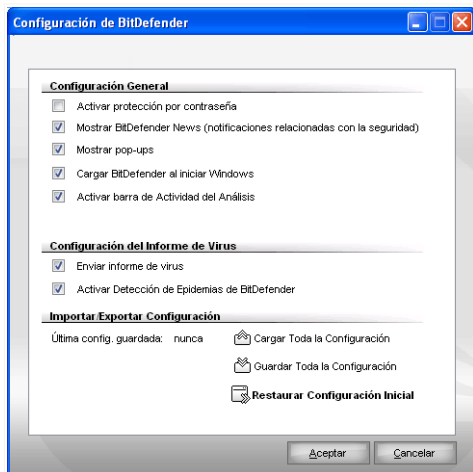 Configuración de BitDefender
Configuración General
Activar protección por contraseña
Mostrar BitDefender News (notificaciones relacionadas con la seguridad)
Mostrar pop-ups
Cargar BitDefender al iniciar Windows
Activar barra de Actividad del Análisis
Configuración del Informe de Virus
Enviar informe de virus
Activar Detección de Epidemias de BitDefender
Importar/Exportar Configuración
Última config. guardada: nunca
Cargar Toda la Configuración
Guardar Toda la Configuración
Restaurar Configuración Inicial
Aceptar
Cancelar